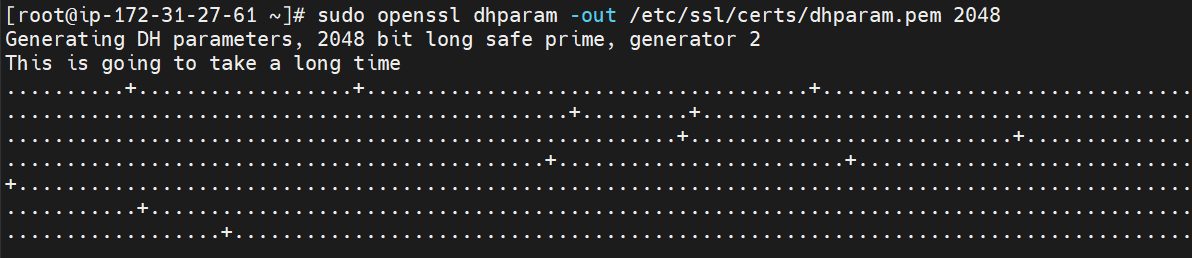 [root@ip-172-31-27-61 ~]# sudo openssl dhparam -out /etc/ssl/certs/dhparam.pem 2048
Generating DH parameters, 2048 bit long safe prime, generator 2
This is going to take a long time
..........+..................+.....................................+...............................
...............................................+.........+.........................................
........................................................+...........................+..............
.............................................+........................+............................
+..................................................................................................
...........+.......................................................................................
..................+................................................................................